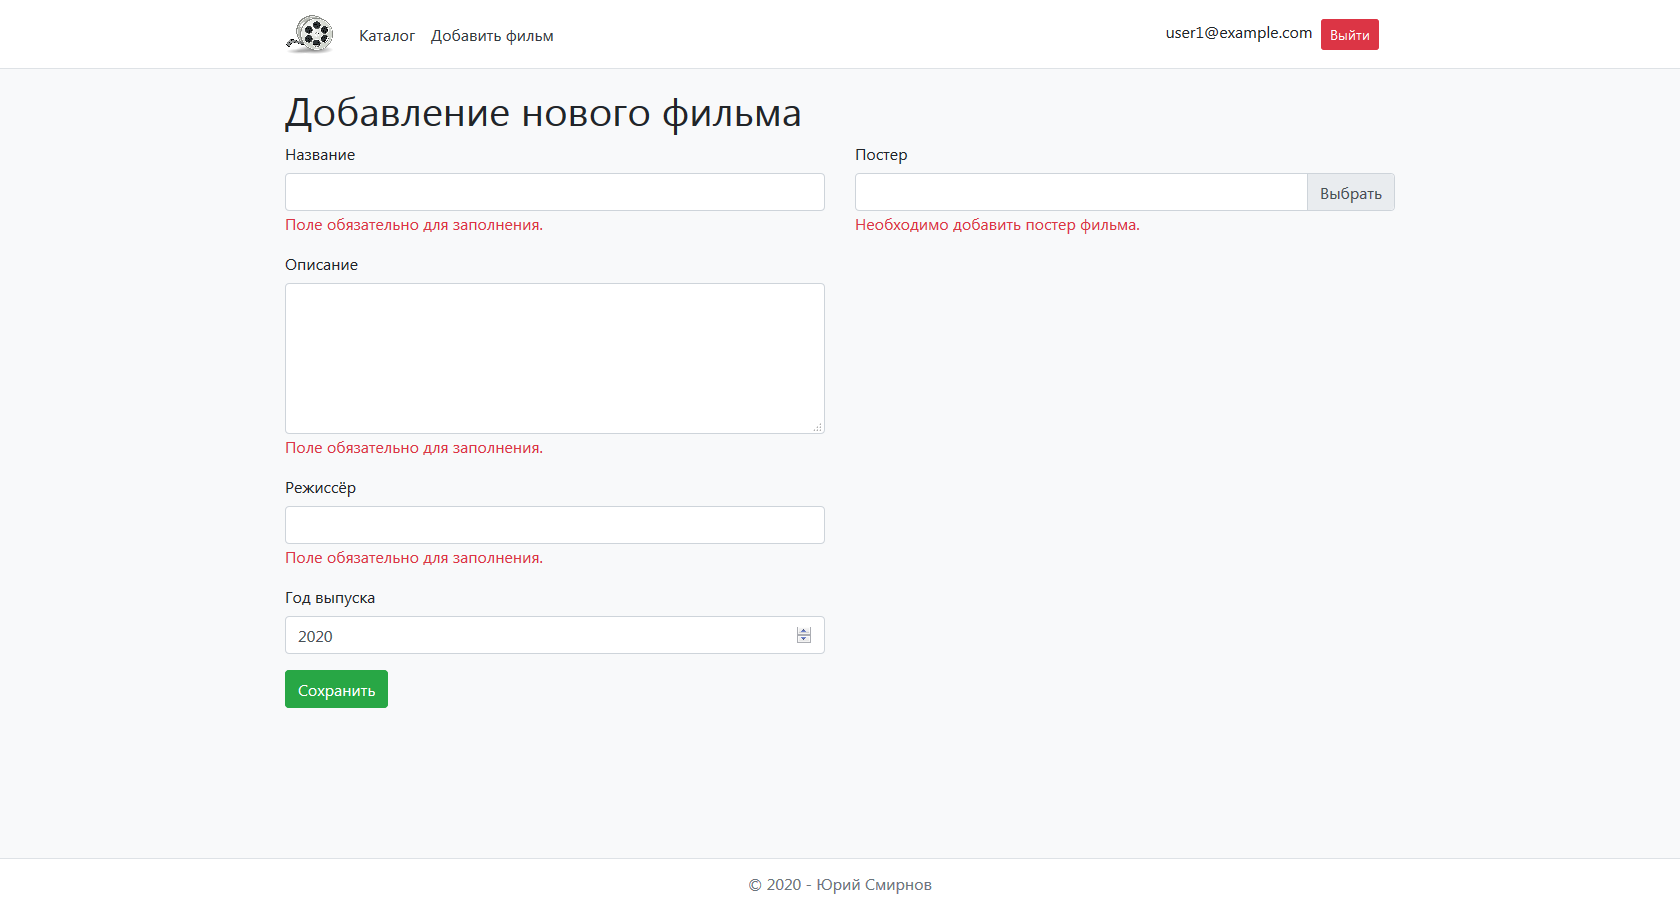 Каталог Добавить фильм user1@example.com Выйти
Добавление нового фильма
Название
Поле обязательно для заполнения.
Описание
Поле обязательно для заполнения.
Режиссёр
Поле обязательно для заполнения.
Год выпуска
2020
Сохранить
Постер
Выбрать
Необходимо добавить постер фильма.
© 2020 - Юрий Смирнов